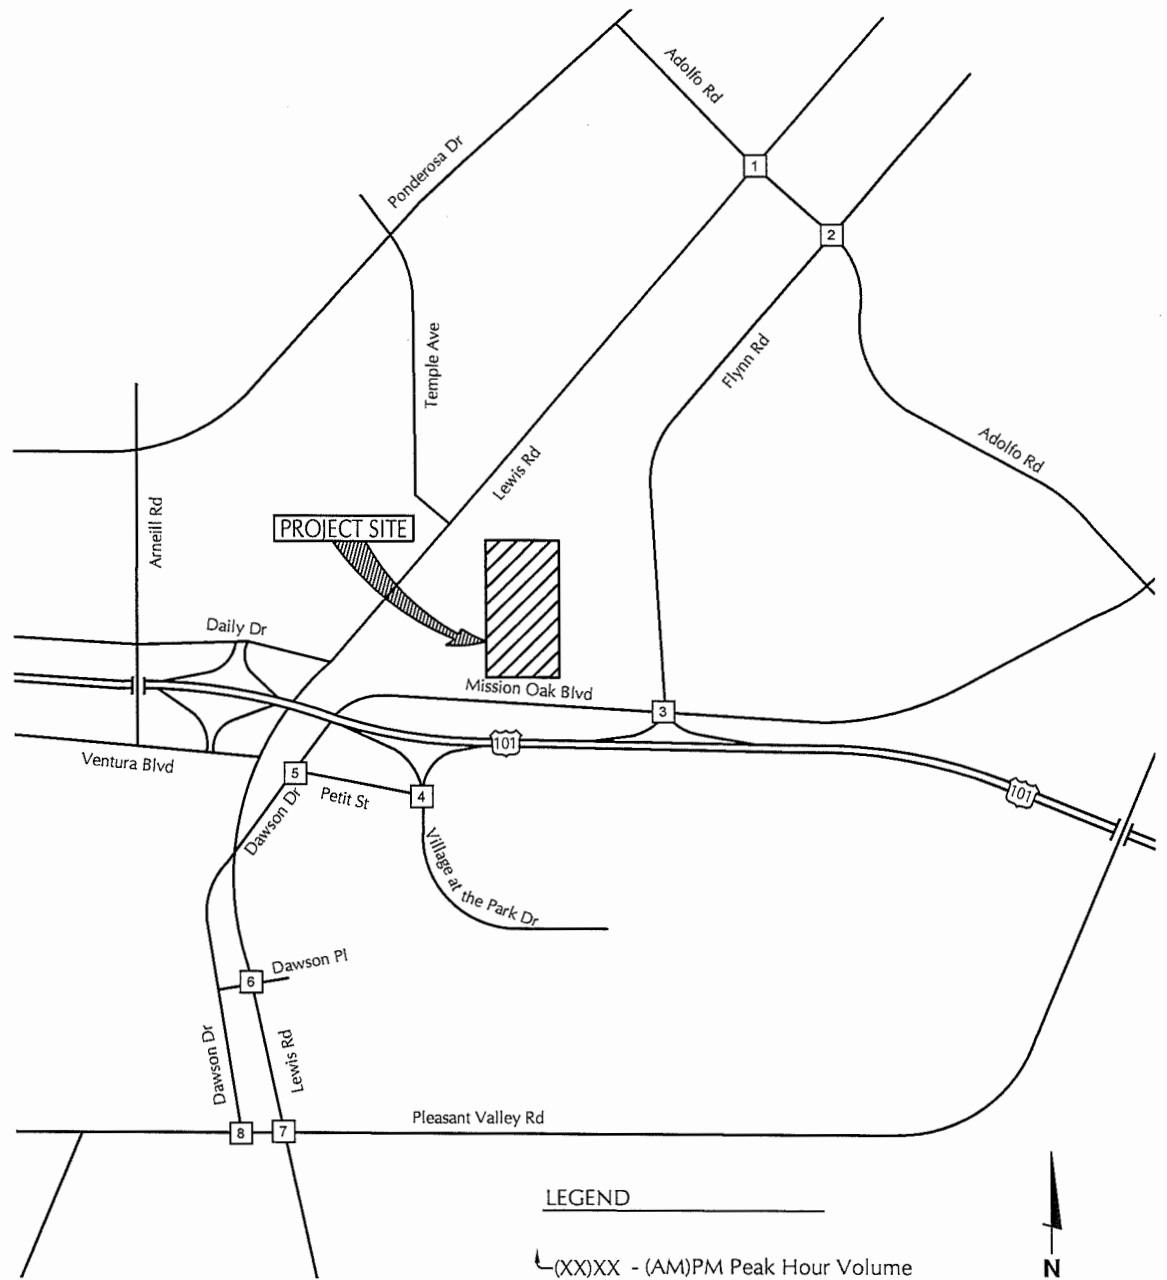 Adolfo Rd
1
Ponderosa Dr
2
Temple Ave
Flynn Rd
Adolfo Rd
Lewis Rd
Arneill Rd
PROJECT SITE
Daily Dr
Mission Oak Blvd
3
101
Ventura Blvd
5
Petit St
4
101
Dawson Dr
Village at the Park Dr
Dawson Pl
6
Dawson Dr
Lewis Rd
Pleasant Valley Rd
8
7
LEGEND
(XX)XX - (AM)PM Peak Hour Volume
N